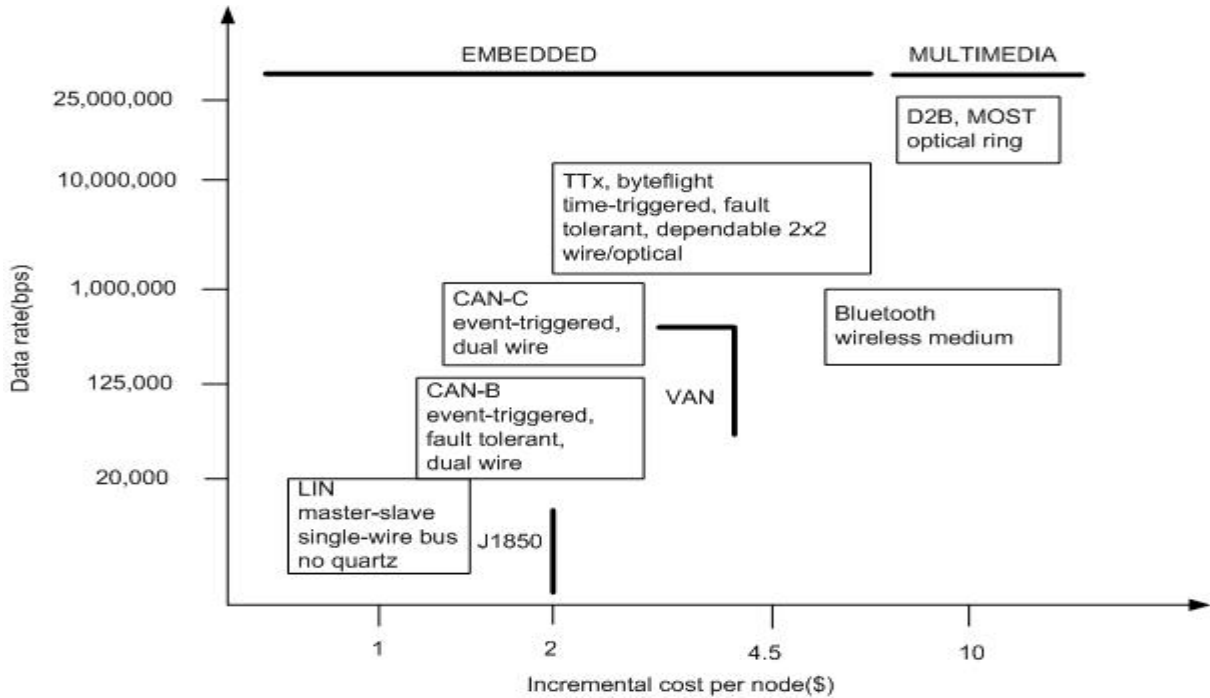 EMBEDDED
MULTIMEDIA
25,000,000
D2B, MOST
optical ring
10,000,000
TTx, byteflight
time-triggered, fault
tolerant, dependable 2x2
wire/optical
Data rate(bps)
1,000,000
CAN-C
event-triggered,
dual wire
Bluetooth
wireless medium
125,000
CAN-B
event-triggered,
fault tolerant,
dual wire
VAN
20,000
LIN
master-slave
single-wire bus
no quartz
J1850
1
2
4.5
10
Incremental cost per node($)